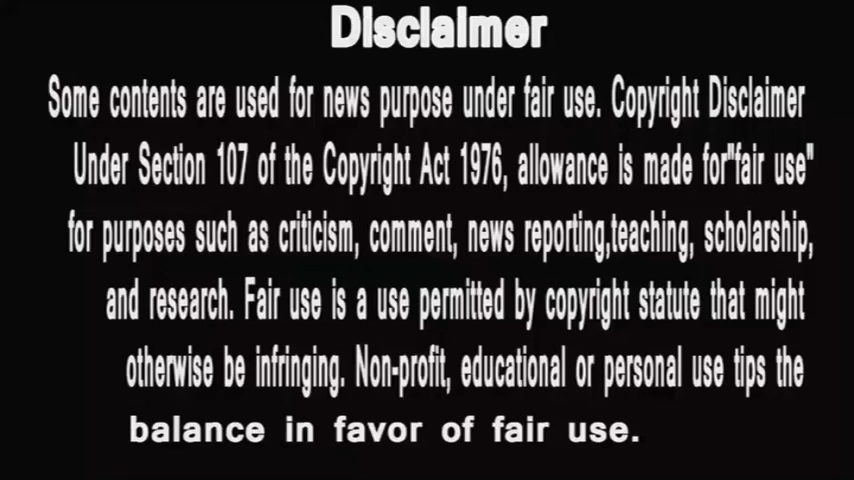 Disclaimer
Some contents are used for news purpose under fair use. Copyright Disclaimer
Under Section 107 of the Copyright Act 1976, allowance is made for"fair use"
for purposes such as criticism, comment, news reporting,teaching, scholarship,
and research. Fair use is a use permitted by copyright statute that might
otherwise be infringing. Non-profit, educational or personal use tips the
balance in favor of fair use.